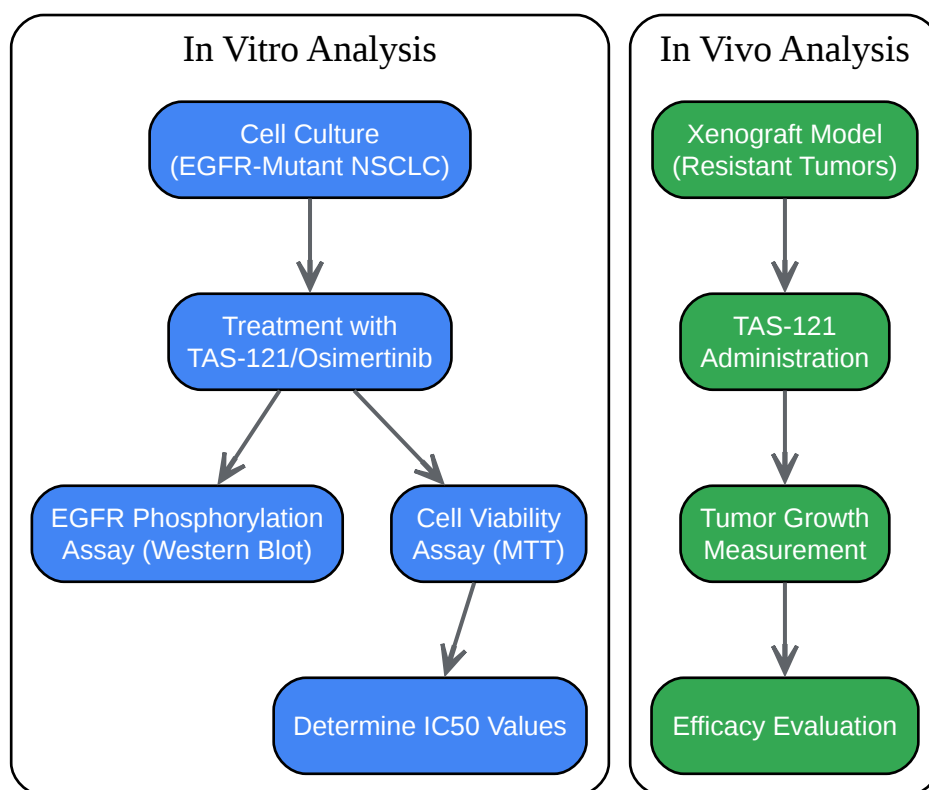 In Vitro Analysis
Cell Culture
(EGFR-Mutant NSCLC)
Treatment with
TAS-121/Osimertinib
EGFR Phosphorylation
Assay (Western Blot)
Cell Viability
Assay (MTT)
Determine IC50 Values
In Vivo Analysis
Xenograft Model
(Resistant Tumors)
TAS-121
Administration
Tumor Growth
Measurement
Efficacy Evaluation